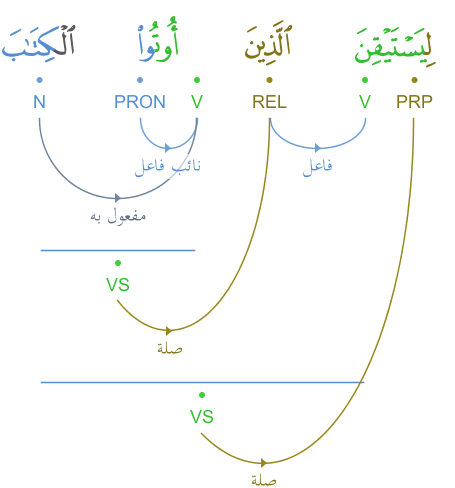 لِيَسْتَيْقِنَ ٱلَّذِينَ أُوتُوا۟ ٱلْكِتَـٰبَ
PRP V REL V PRON N
فاعل نائب فاعل
مفعول به
VS
صلة
VS
صلة